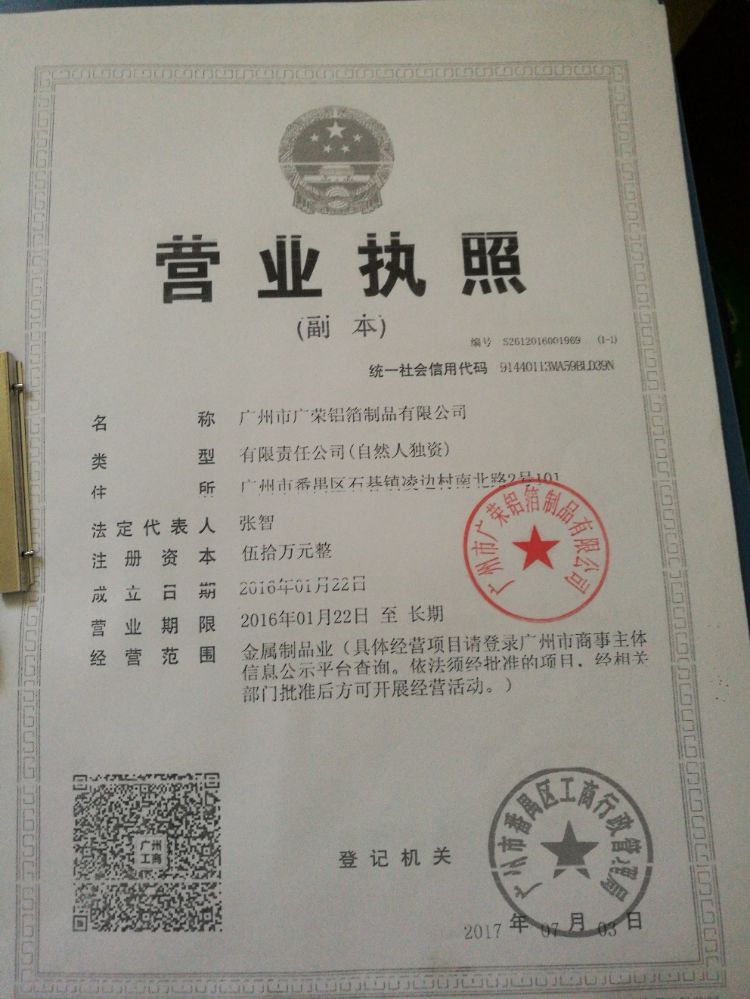 营业执照
(副本)
编号 S2612016001969 (1-1)
统一社会信用代码 91440113MA59BLD39N
名称 广州市广荣铝箔制品有限公司
类型 有限责任公司(自然人独资)
住所 广州市番禺区石碁镇凌边村南北路2号101
法定代表人 张智
注册资本 伍拾万元整
成立日期 2016年01月22日
营业期限 2016年01月22日 至 长期
经营范围 金属制品业（具体经营项目请登录广州市商事主体
信息公示平台查询。依法须经批准的项目，经相关
部门批准后方可开展经营活动。）
广州市广荣铝箔制品有限公司
广州
工商
登记机关
广州市番禺区工商行政管理局
2017 年 07 月 03 日